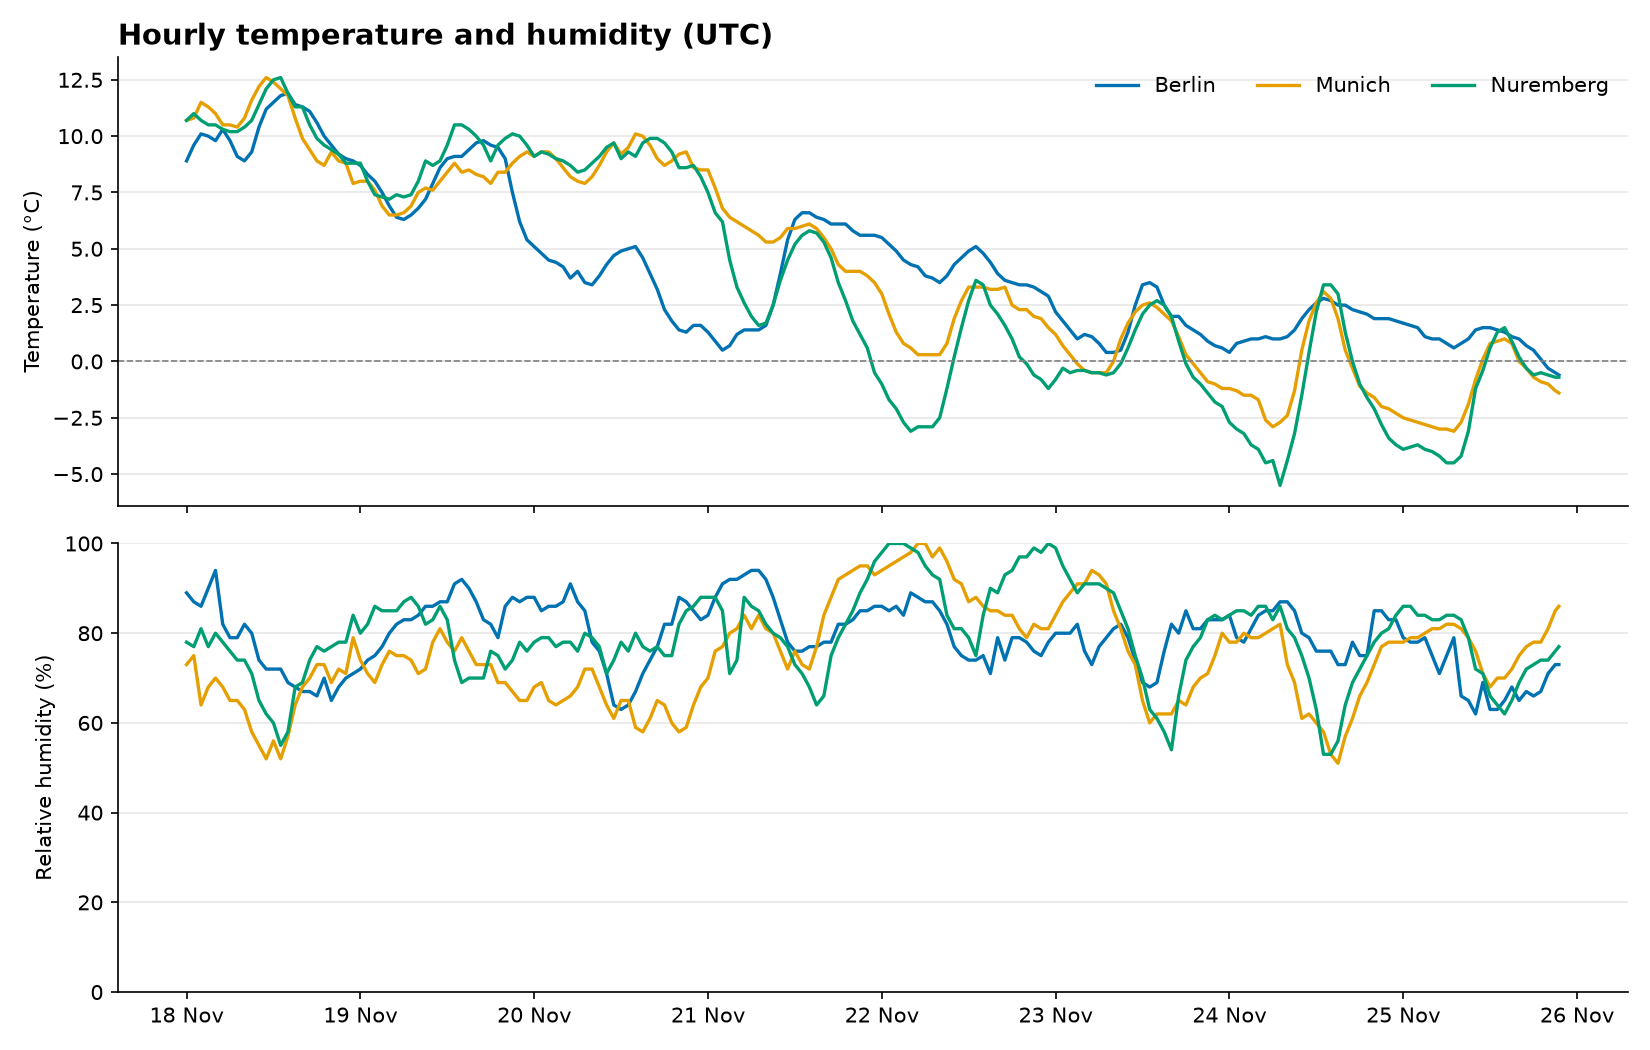 Hourly temperature and humidity (UTC)
Berlin Munich Nuremberg
Temperature (°C)
12.5
10.0
7.5
5.0
2.5
0.0
−2.5
−5.0
Relative humidity (%)
100
80
60
40
20
0
18 Nov 19 Nov 20 Nov 21 Nov 22 Nov 23 Nov 24 Nov 25 Nov 26 Nov